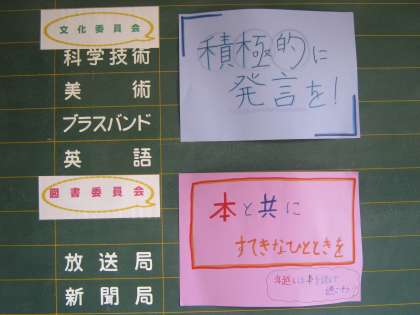 文化委員会
科学技術
美術
ブラスバンド
英語
図書委員会
放送局
新聞局
積極的に
発言を!
本と共に
すてきなひとときを